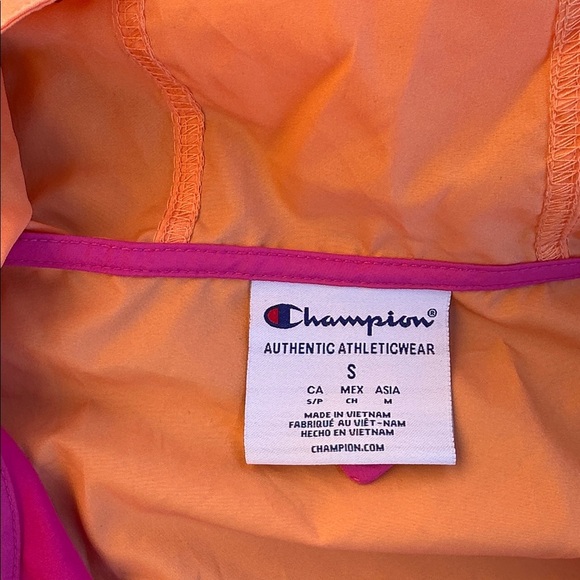 Champion®
AUTHENTIC ATHLETICWEAR
S
CA MEX ASIA
S/P CH M
MADE IN VIETNAM
FABRIQUÉ AU VIÊT-NAM
HECHO EN VIETNAM
CHAMPION.COM